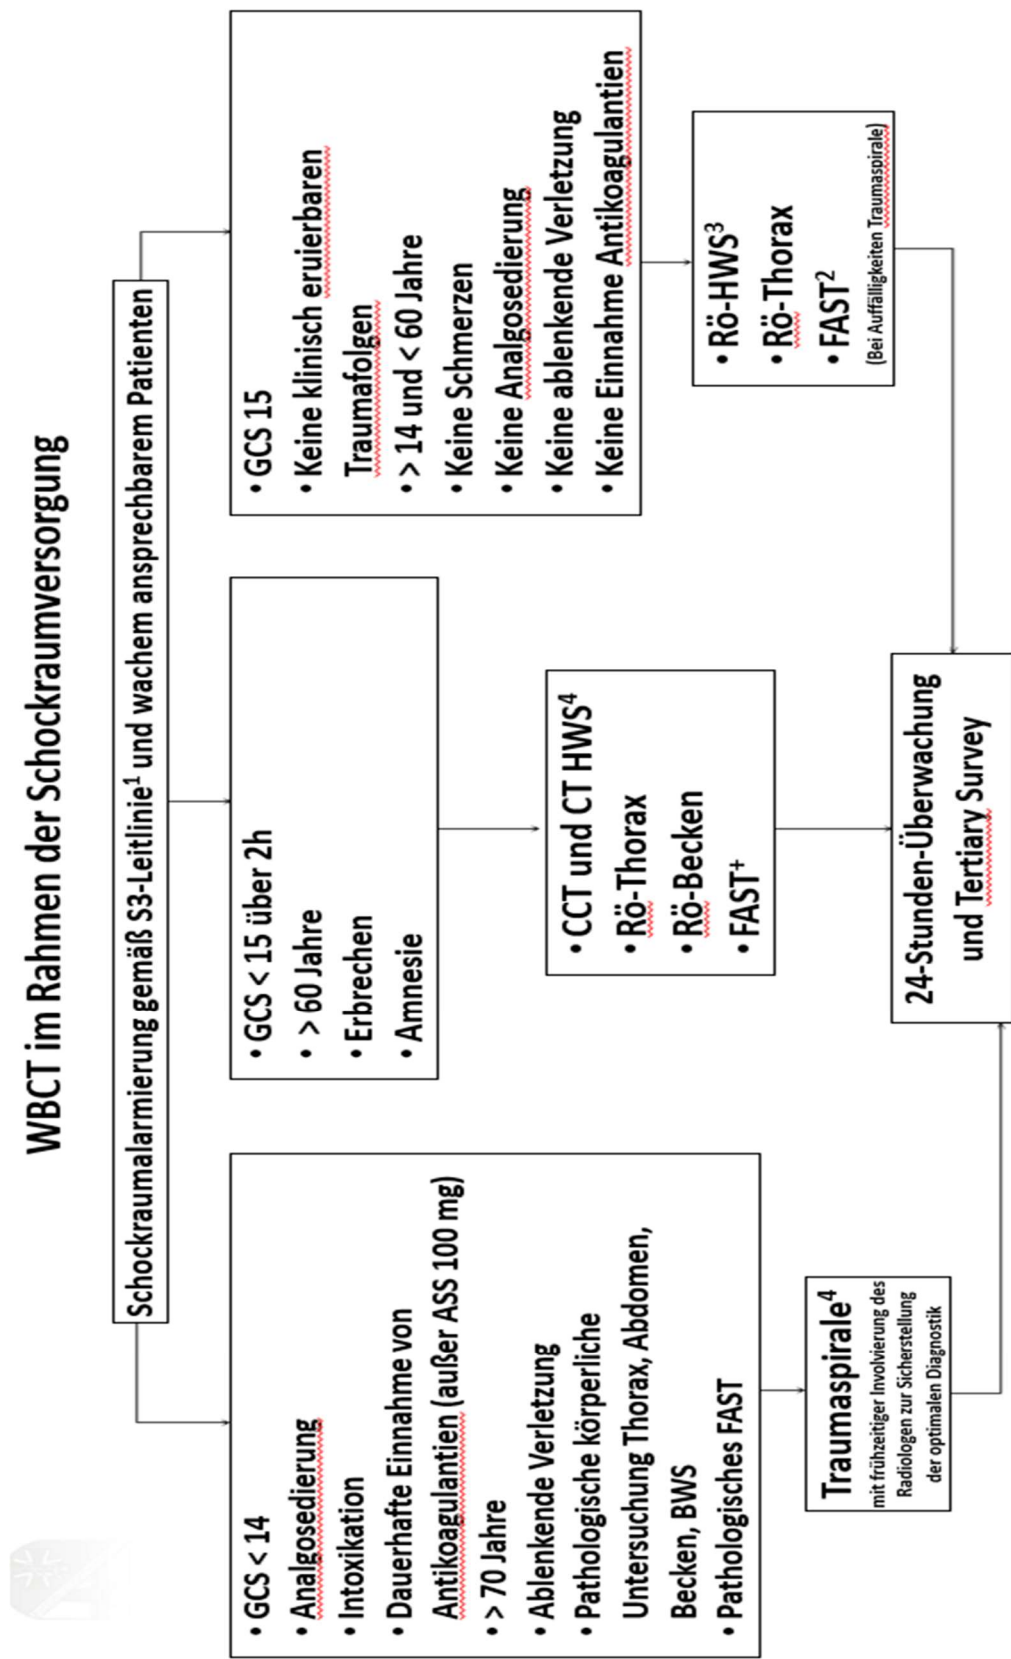 WBCT im Rahmen der Schockraumversorgung
Schockraumalarmierung gemäß S3-Leitlinie¹ und wachem ansprechbarem Patienten
• GCS < 14
• Analgosedierung
• Intoxikation
• Dauerhafte Einnahme von
Antikoagulantien (außer ASS 100 mg)
• > 70 Jahre
• Ablenkende Verletzung
• Pathologische körperliche
Untersuchung Thorax, Abdomen,
Becken, BWS
• Pathologisches FAST
Traumaspirale⁴
mit frühzeitiger Involvierung des
Radiologen zur Sicherstellung
der optimalen Diagnostik
• GCS < 15 über 2h
• > 60 Jahre
• Erbrechen
• Amnesie
• CCT und CT HWS⁴
• Rö-Thorax
• Rö-Becken
• FAST⁺
• GCS 15
• Keine klinisch eruierbaren
Traumafolgen
• > 14 und < 60 Jahre
• Keine Schmerzen
• Keine Analgosedierung
• Keine ablenkende Verletzung
• Keine Einnahme Antikoagulantien
• Rö-HWS³
• Rö-Thorax
• FAST²
(Bei Auffälligkeiten Traumaspirale)
24-Stunden-Überwachung
und Tertiary Survey